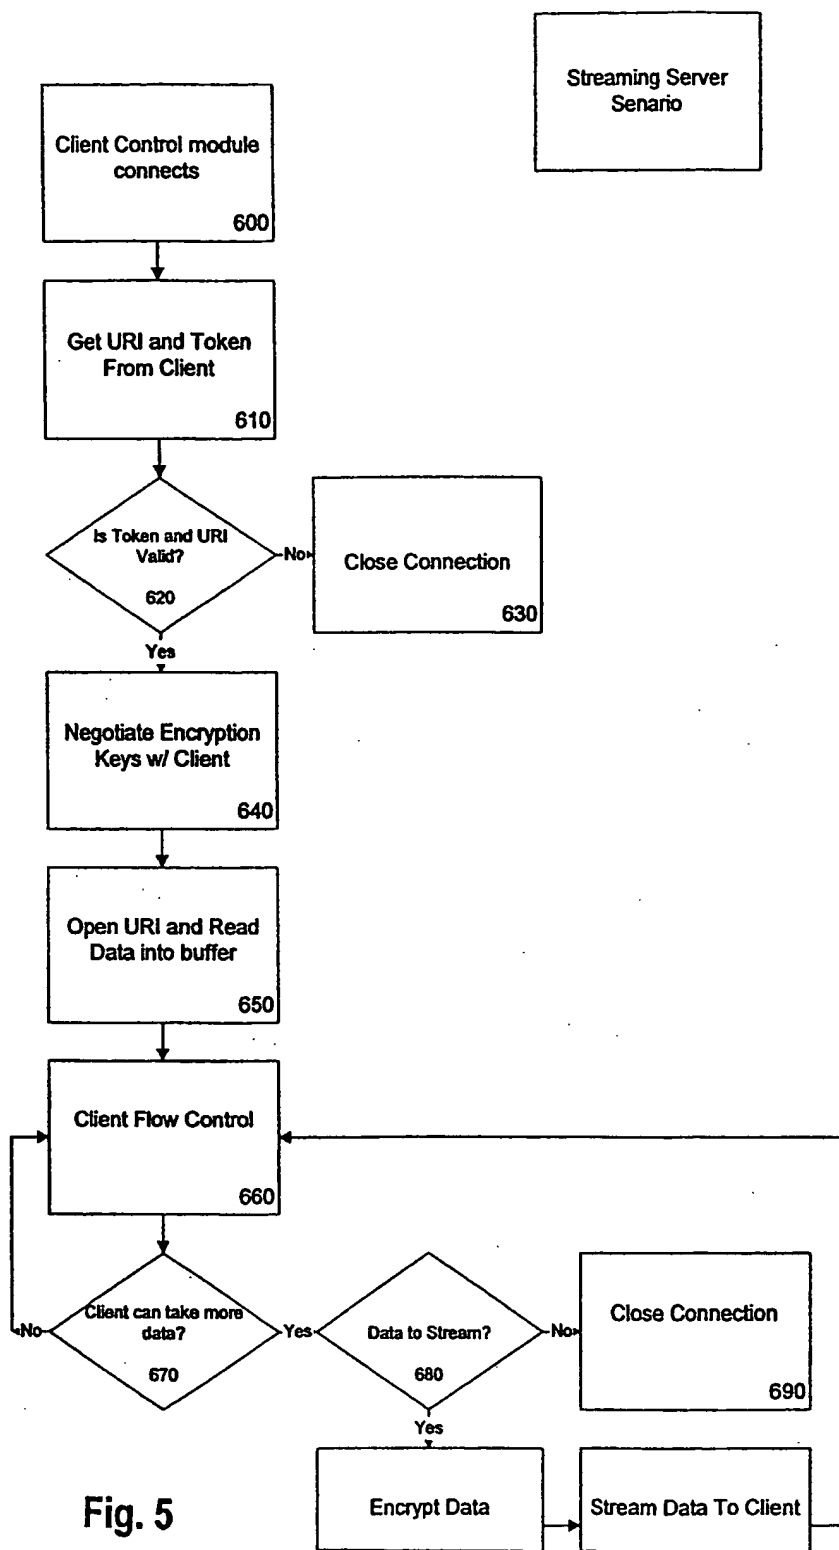 Streaming Server
Senario
Client Control module
connects
600
Get URI and Token
From Client
610
Is Token and URI
Valid?
620
No
Close Connection
630
Yes
Negotiate Encryption
Keys w/ Client
640
Open URI and Read
Data into buffer
650
Client Flow Control
660
Client can take more
data?
670
No
Yes
Data to Stream?
680
No
Close Connection
690
Yes
Encrypt Data
Stream Data To Client
Fig. 5